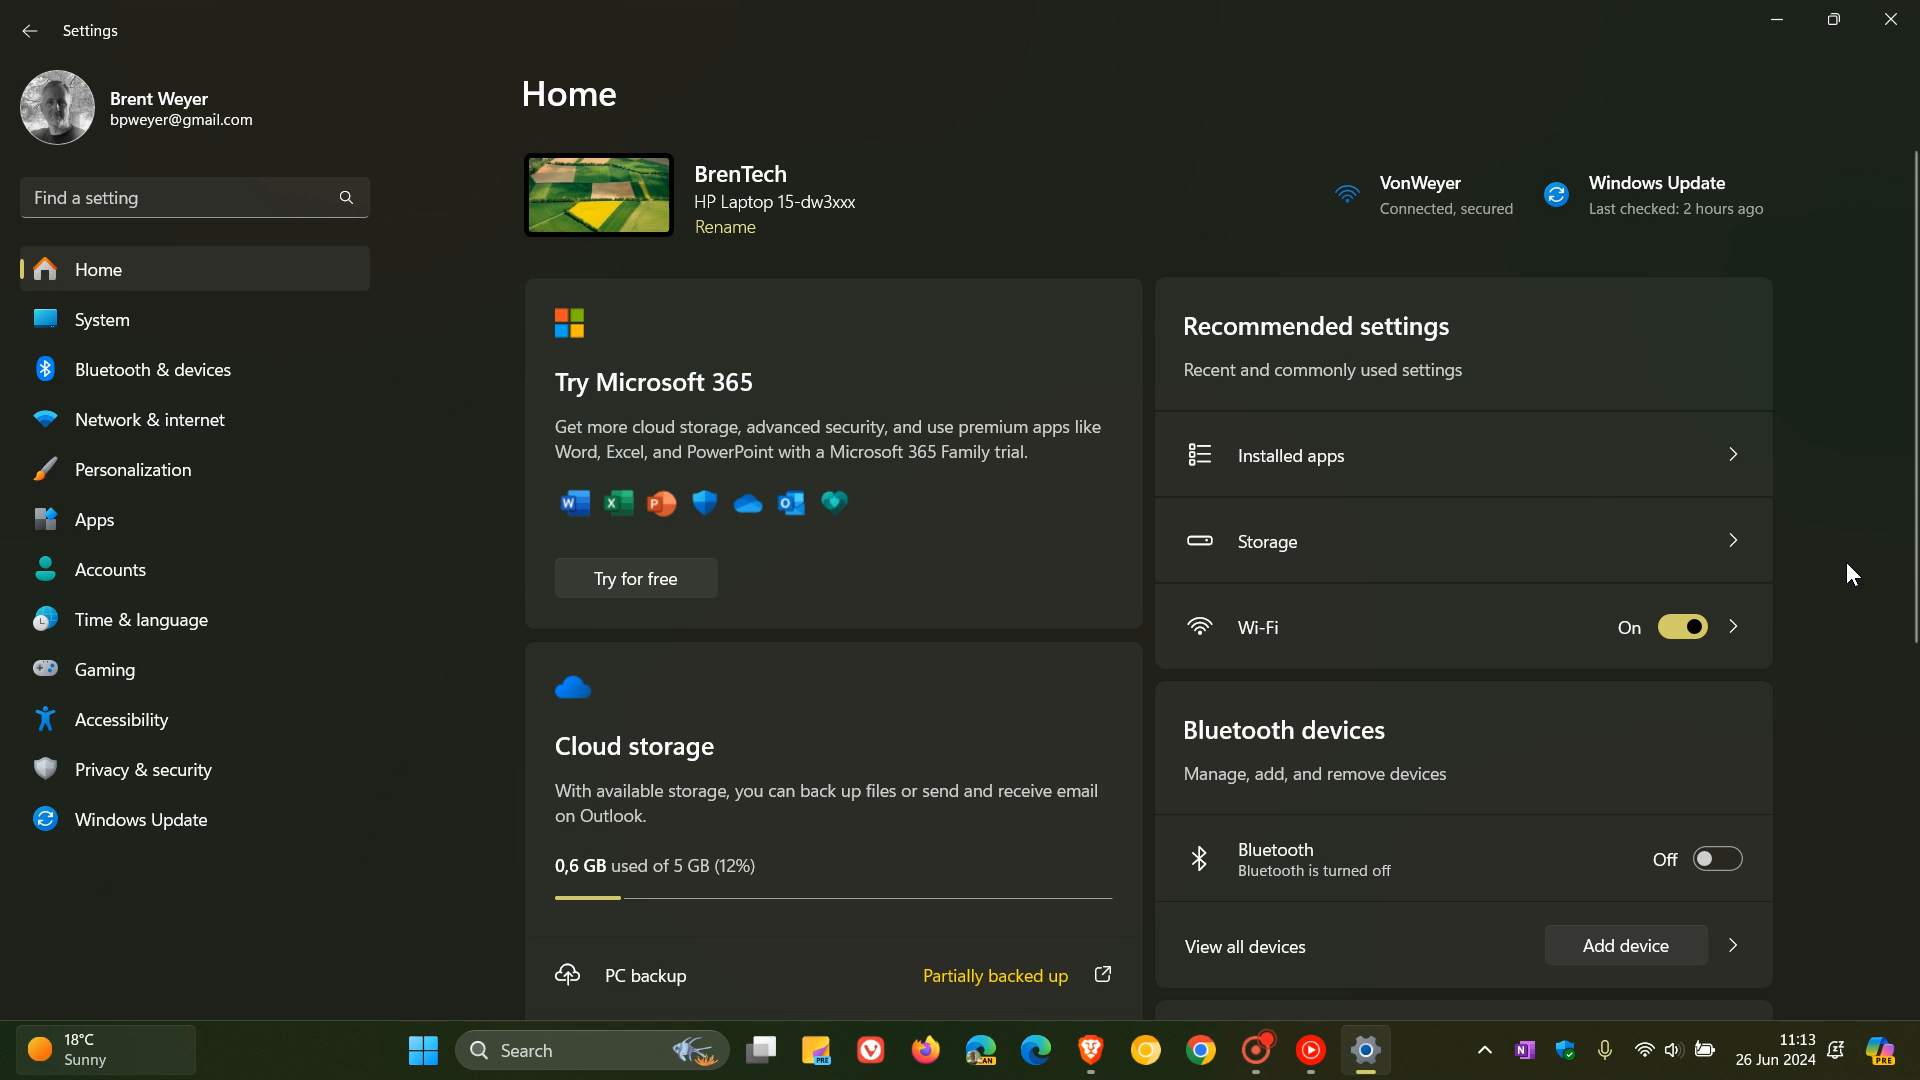 Settings
Brent Weyer
bpweyer@gmail.com
Find a setting
Home
System
Bluetooth & devices
Network & internet
Personalization
Apps
Accounts
Time & language
Gaming
Accessibility
Privacy & security
Windows Update
Home
BrenTech
HP Laptop 15-dw3xxx
Rename
VonWeyer
Connected, secured
Windows Update
Last checked: 2 hours ago
Try Microsoft 365
Get more cloud storage, advanced security, and use premium apps like
Word, Excel, and PowerPoint with a Microsoft 365 Family trial.
Try for free
Cloud storage
With available storage, you can back up files or send and receive email
on Outlook.
0,6 GB used of 5 GB (12%)
PC backup
Partially backed up
Recommended settings
Recent and commonly used settings
Installed apps
Storage
Wi-Fi
On
Bluetooth devices
Manage, add, and remove devices
Bluetooth
Bluetooth is turned off
Off
View all devices
Add device
18°C
Sunny
Search
PRE
CAN
11:13
26 Jun 2024
PRE